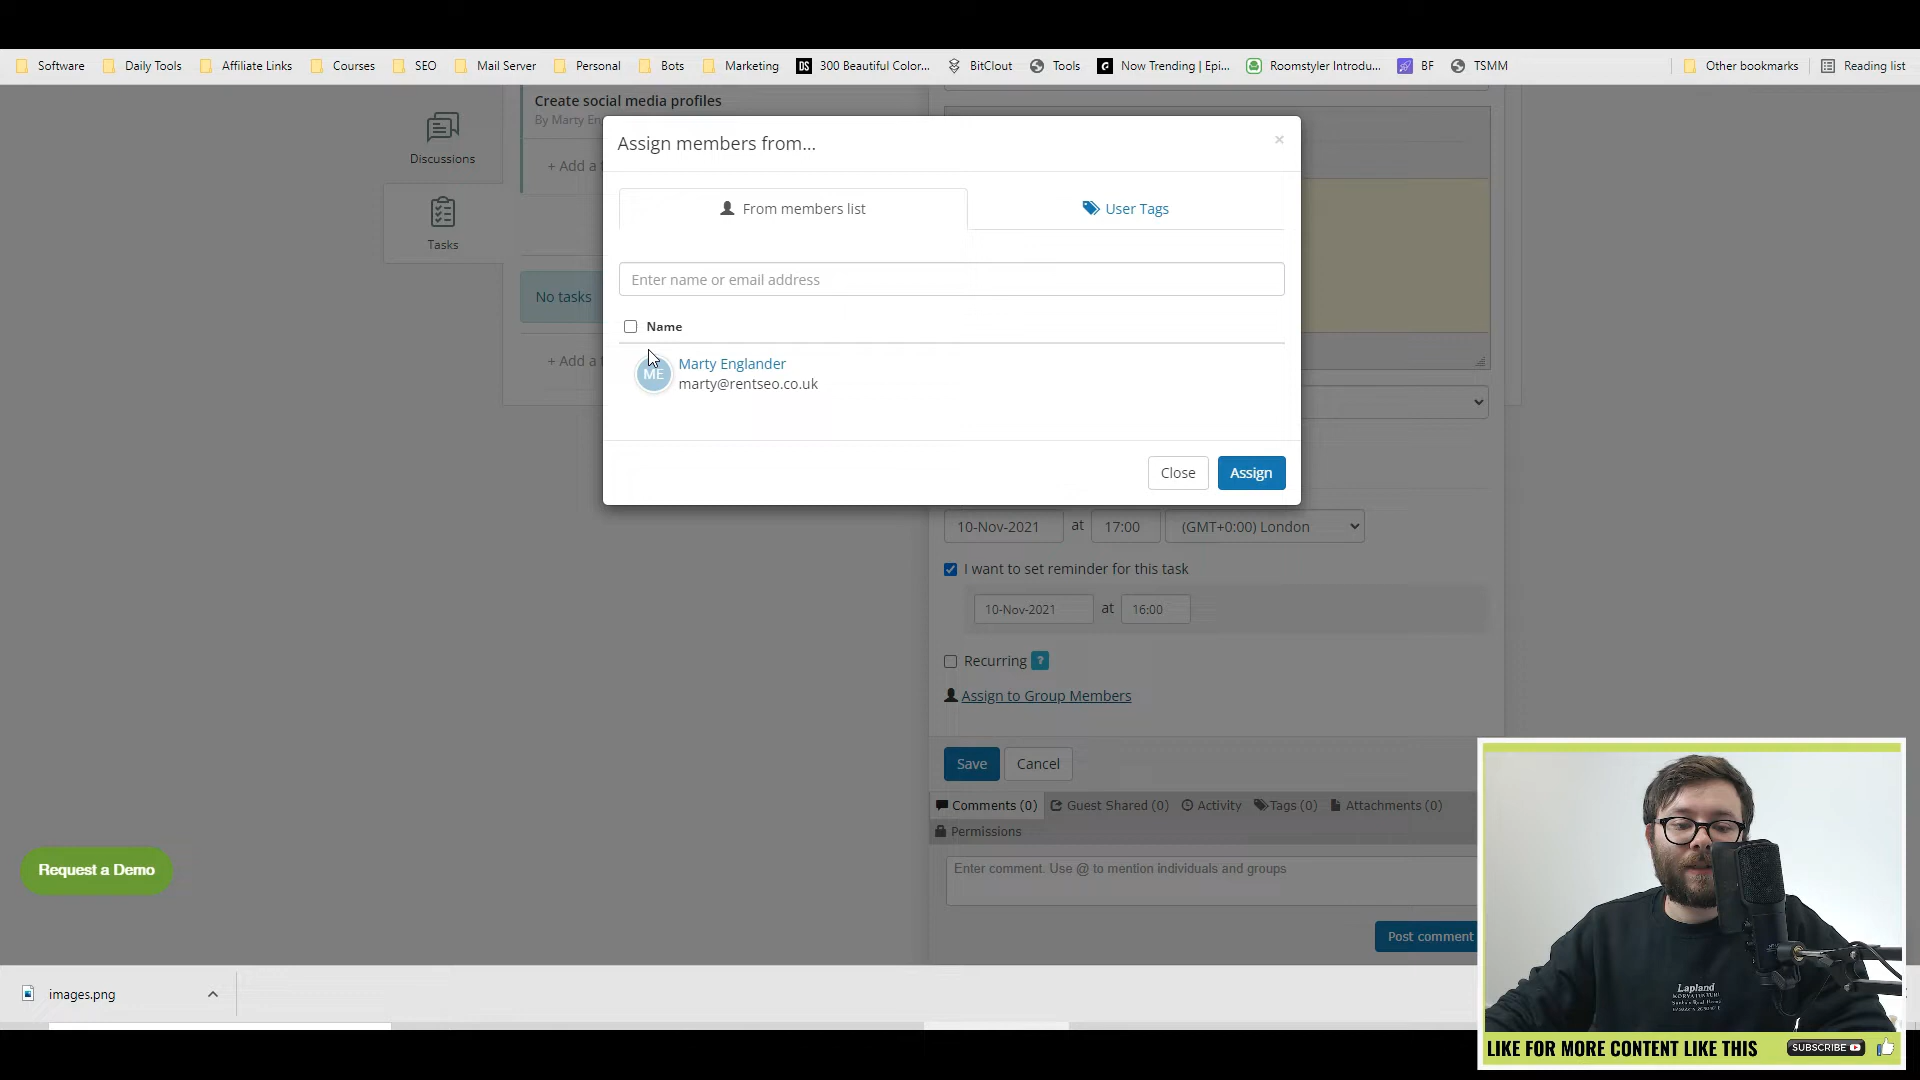 Software
Daily Tools
Affiliate Links
Courses
SEO
Mail Server
Personal
Bots
Marketing
DS
300 Beautiful Color...
BitClout
Tools
Now Trending | Epi...
Roomstyler Introdu...
BF
TSMM
Other bookmarks
Reading list
Discussions
Tasks
Create social media profiles
By Marty En
+ Add a t
No tasks
+ Add a t
Assign members from...
×
From members list
User Tags
Enter name or email address
Name
ME
Marty Englander
marty@rentseo.co.uk
Close
Assign
10-Nov-2021 at 17:00 (GMT+0:00) London
I want to set reminder for this task
10-Nov-2021 at 16:00
Recurring ?
Assign to Group Members
Save
Cancel
Comments (0)
Guest Shared (0)
Activity
Tags (0)
Attachments (0)
Permissions
Enter comment. Use @ to mention individuals and groups
Post comment
Request a Demo
images.png
Lapland
LIKE FOR MORE CONTENT LIKE THIS
SUBSCRIBE